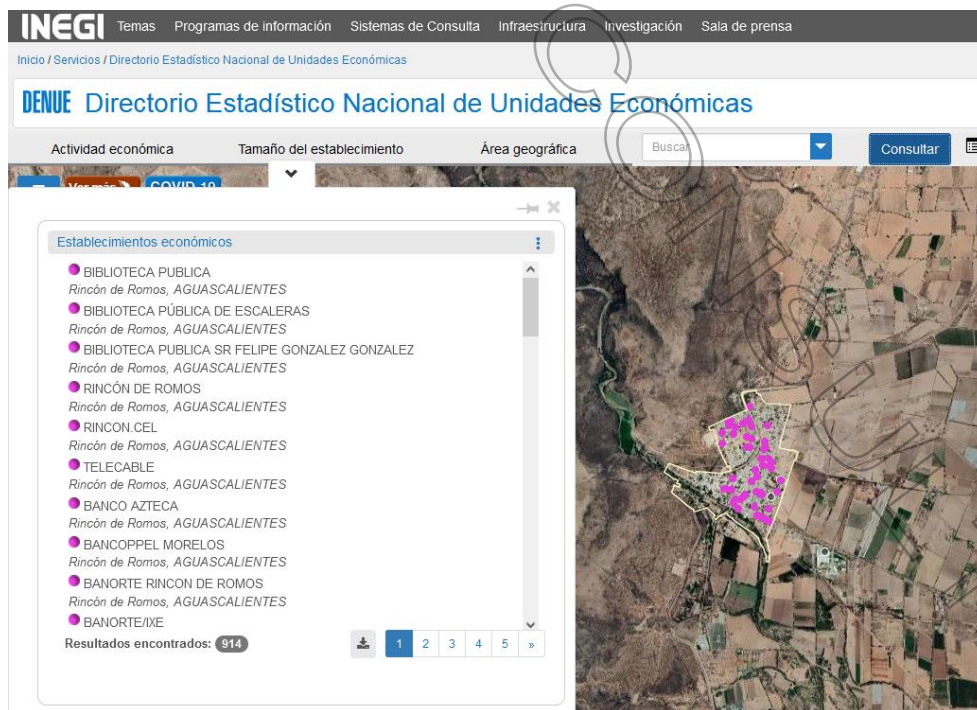 INEGI Temas Programas de información Sistemas de Consulta Infraestructura Investigación Sala de prensa
Inicio / Servicios / Directorio Estadístico Nacional de Unidades Económicas
DENUE Directorio Estadístico Nacional de Unidades Económicas
Actividad económica Tamaño del establecimiento Área geográfica Buscar Consultar
Ver más COVID-19
Establecimientos económicos
BIBLIOTECA PUBLICA
Rincón de Romos, AGUASCALIENTES
BIBLIOTECA PÚBLICA DE ESCALERAS
Rincón de Romos, AGUASCALIENTES
BIBLIOTECA PUBLICA SR FELIPE GONZALEZ GONZALEZ
Rincón de Romos, AGUASCALIENTES
RINCÓN DE ROMOS
Rincón de Romos, AGUASCALIENTES
RINCON.CEL
Rincón de Romos, AGUASCALIENTES
TELECABLE
Rincón de Romos, AGUASCALIENTES
BANCO AZTECA
Rincón de Romos, AGUASCALIENTES
BANCOPPEL MORELOS
Rincón de Romos, AGUASCALIENTES
BANORTE RINCON DE ROMOS
Rincón de Romos, AGUASCALIENTES
BANORTE/IXE
Resultados encontrados: 914
1 2 3 4 5 »